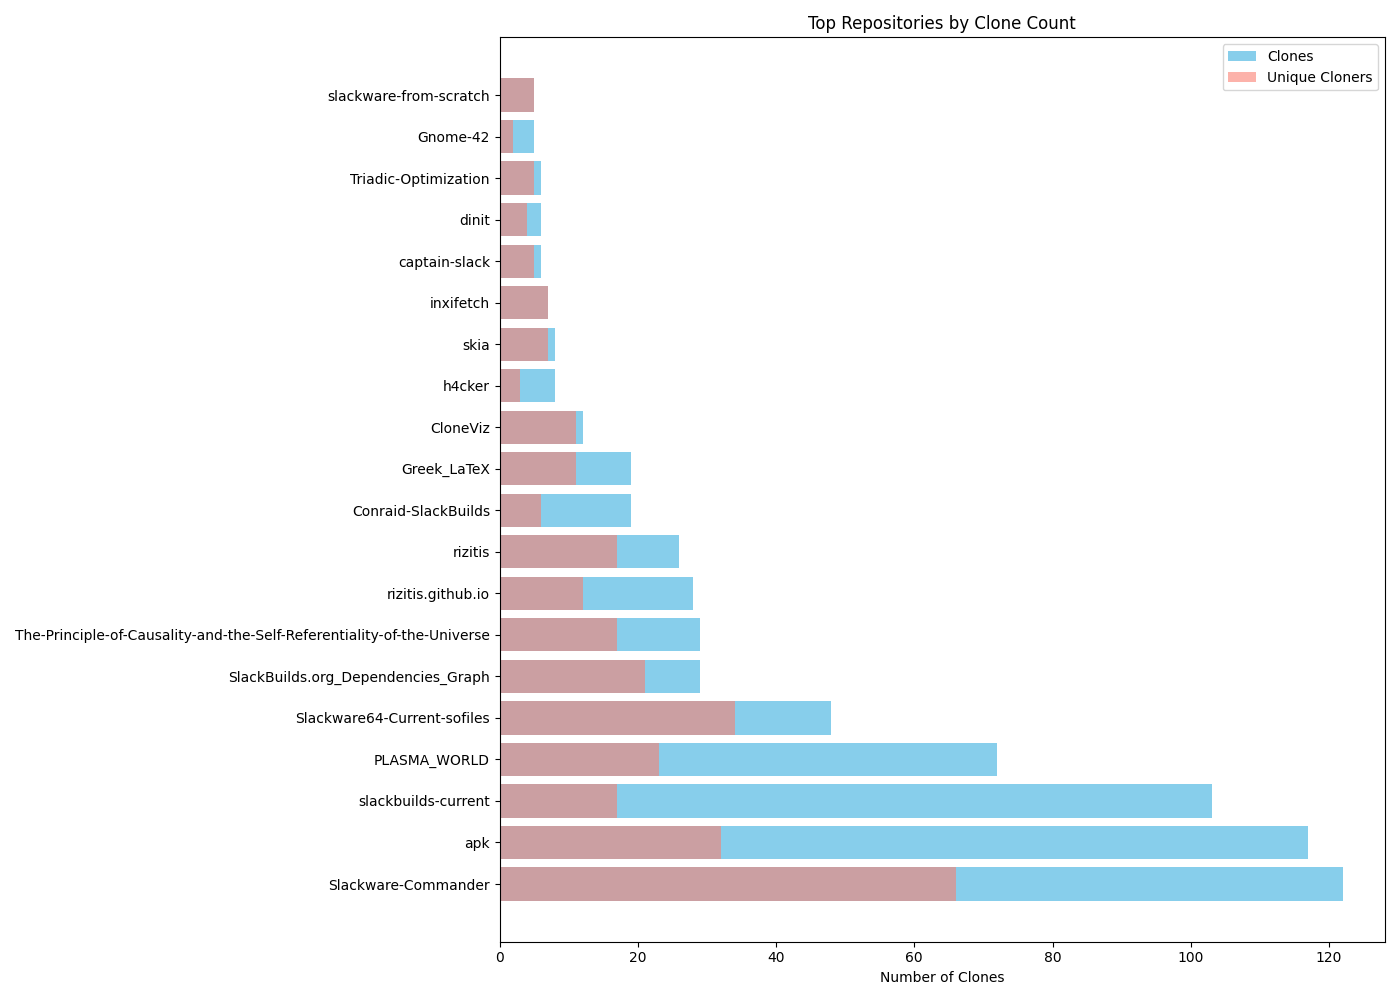 Top Repositories by Clone Count
Clones
Unique Cloners
slackware-from-scratch
Gnome-42
Triadic-Optimization
dinit
captain-slack
inxifetch
skia
h4cker
CloneViz
Greek_LaTeX
Conraid-SlackBuilds
rizitis
rizitis.github.io
The-Principle-of-Causality-and-the-Self-Referentiality-of-the-Universe
SlackBuilds.org_Dependencies_Graph
Slackware64-Current-sofiles
PLASMA_WORLD
slackbuilds-current
apk
Slackware-Commander
0 20 40 60 80 100 120
Number of Clones